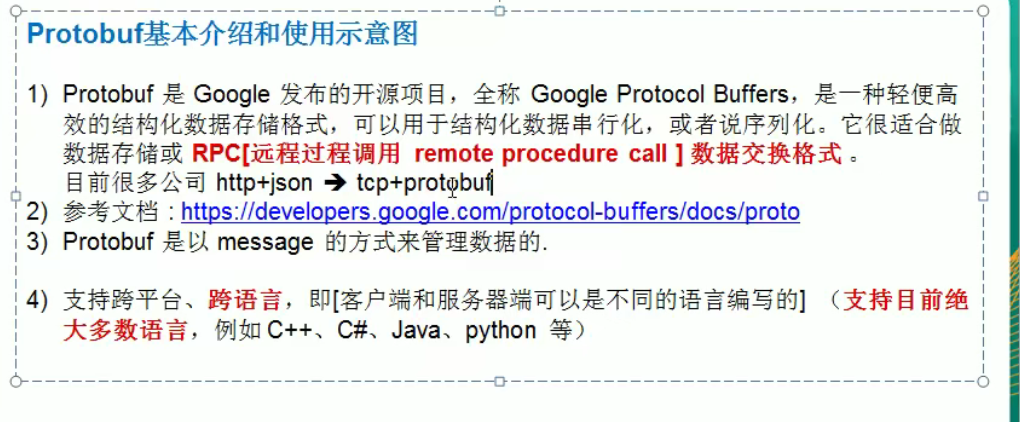 Protobuf基本介绍和使用示意图
1) Protobuf 是 Google 发布的开源项目，全称 Google Protocol Buffers，是一种轻便高
效的结构化数据存储格式，可以用于结构化数据串行化，或者说序列化。它很适合做
数据存储或 RPC[远程过程调用 remote procedure call ] 数据交换格式 。
目前很多公司 http+json ➔ tcp+protobuf
2) 参考文档 : https://developers.google.com/protocol-buffers/docs/proto
3) Protobuf 是以 message 的方式来管理数据的.
4) 支持跨平台、跨语言，即[客户端和服务器端可以是不同的语言编写的] （支持目前绝
大多数语言，例如 C++、C#、Java、python 等）